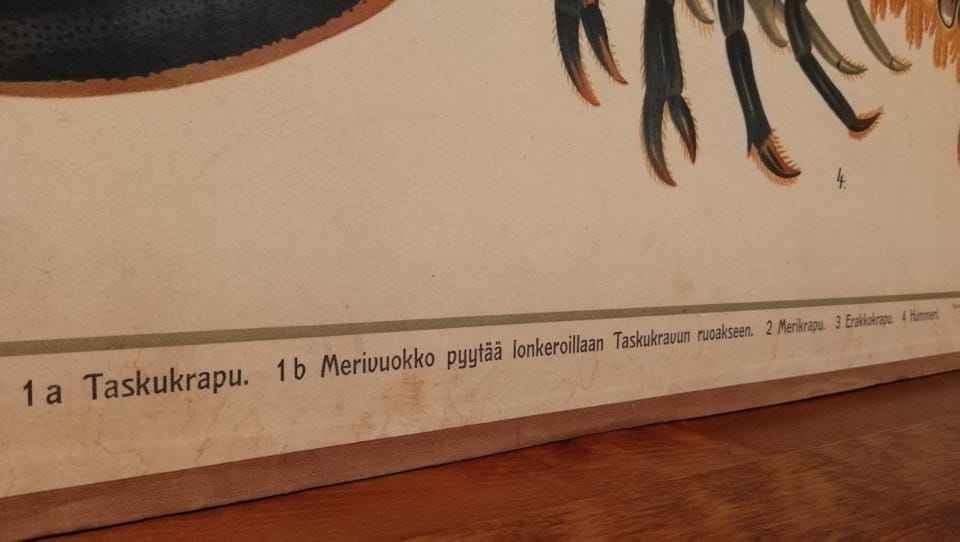 4.
1 a Taskukrapu. 1 b Merivuokko pyytää lonkeroillaan Taskukravun ruoakseen. 2 Merikrapu. 3 Erakkokrapu. 4 Hummeri.